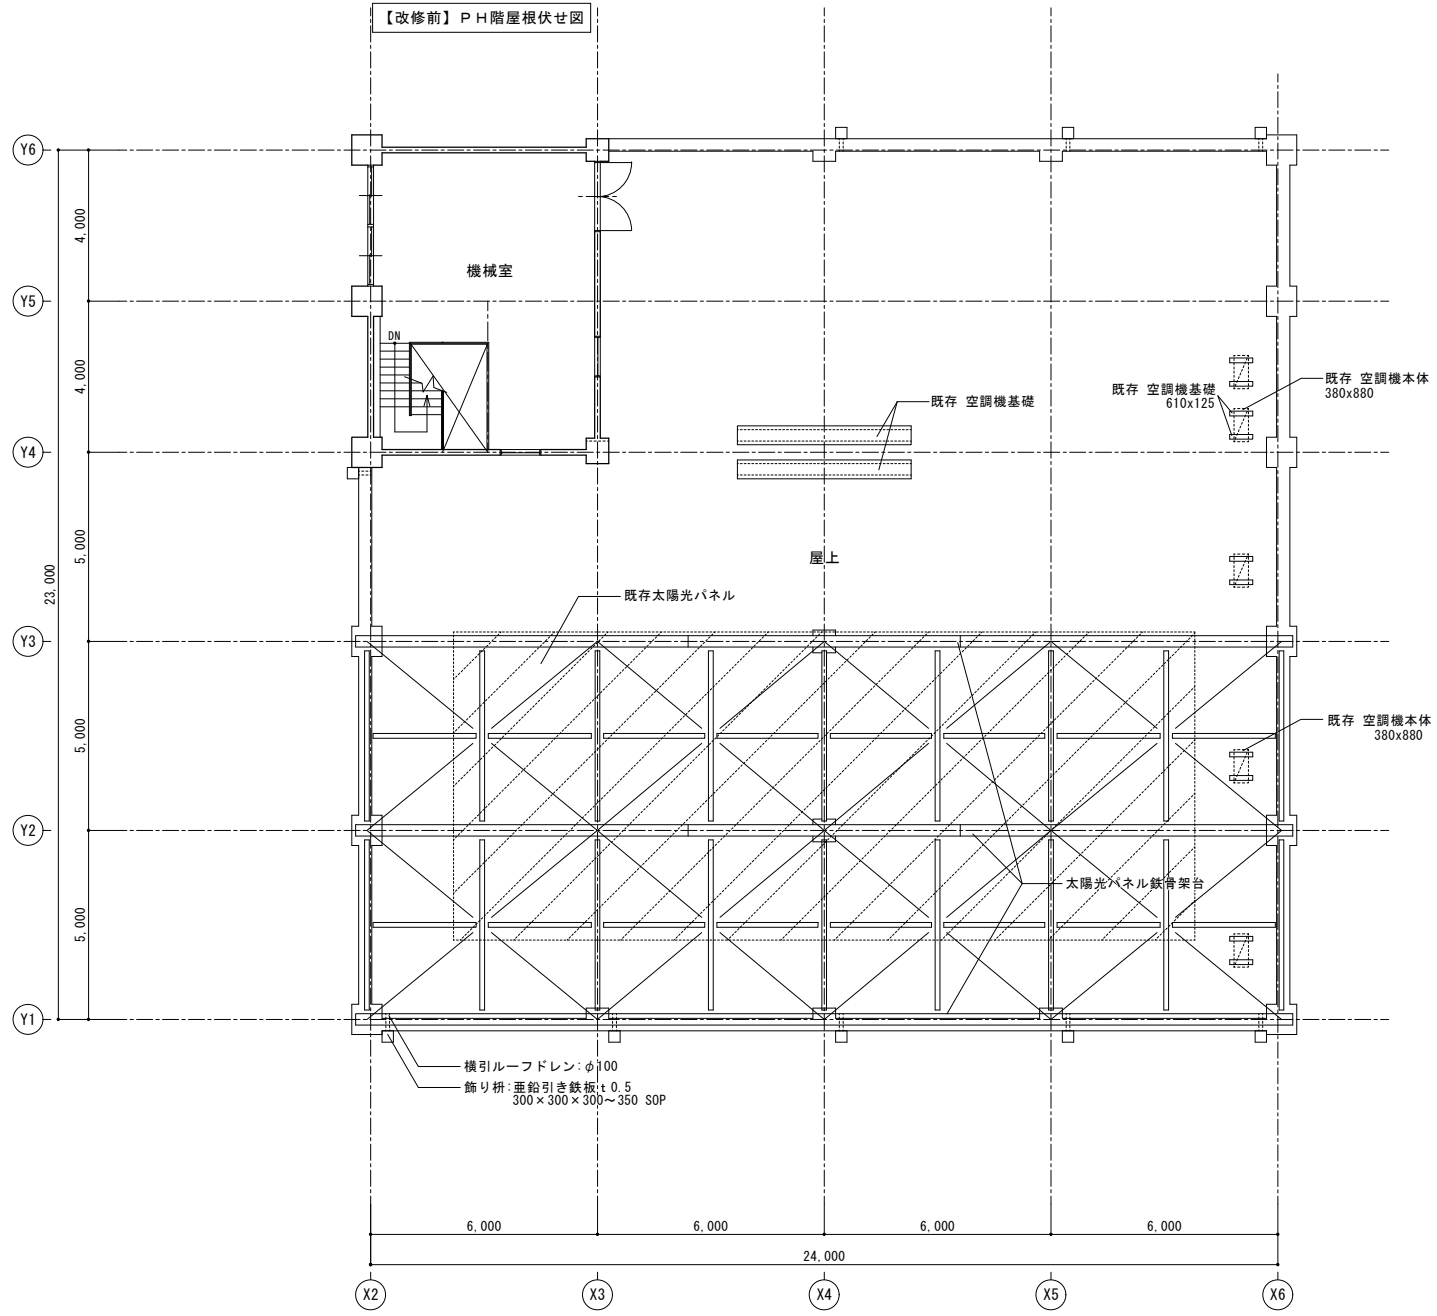 【改修前】ＰＨ階屋根伏せ図
Y6
4,000
機械室
Y5
DN
4,000
既存 空調機本体
380x880
既存 空調機基礎
610x125
既存 空調機基礎
Y4
5,000
屋上
23,000
既存太陽光パネル
Y3
5,000
既存 空調機本体
380x880
Y2
太陽光パネル鉄骨架台
5,000
Y1
横引ルーフドレン:φ100
飾り枡:亜鉛引き鉄板ｔ0.5
300×300×300～350 SOP
6,000
6,000
6,000
6,000
24,000
X2
X3
X4
X5
X6